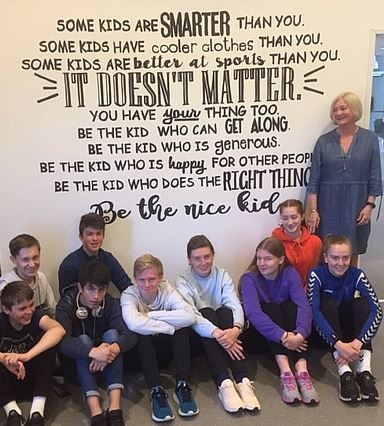 SOME KIDS ARE SMARTER THAN YOU.
SOME KIDS HAVE cooler clothes THAN YOU.
SOME KIDS ARE better at sports THAN YOU.
IT DOESN'T MATTER.
YOU HAVE your THING TOO.
BE THE KID WHO CAN GET ALONG.
BE THE KID WHO IS generous.
BE THE KID WHO IS happy FOR OTHER PEOPL
BE THE KID WHO DOES THE RIGHT THING
Be the nice kid